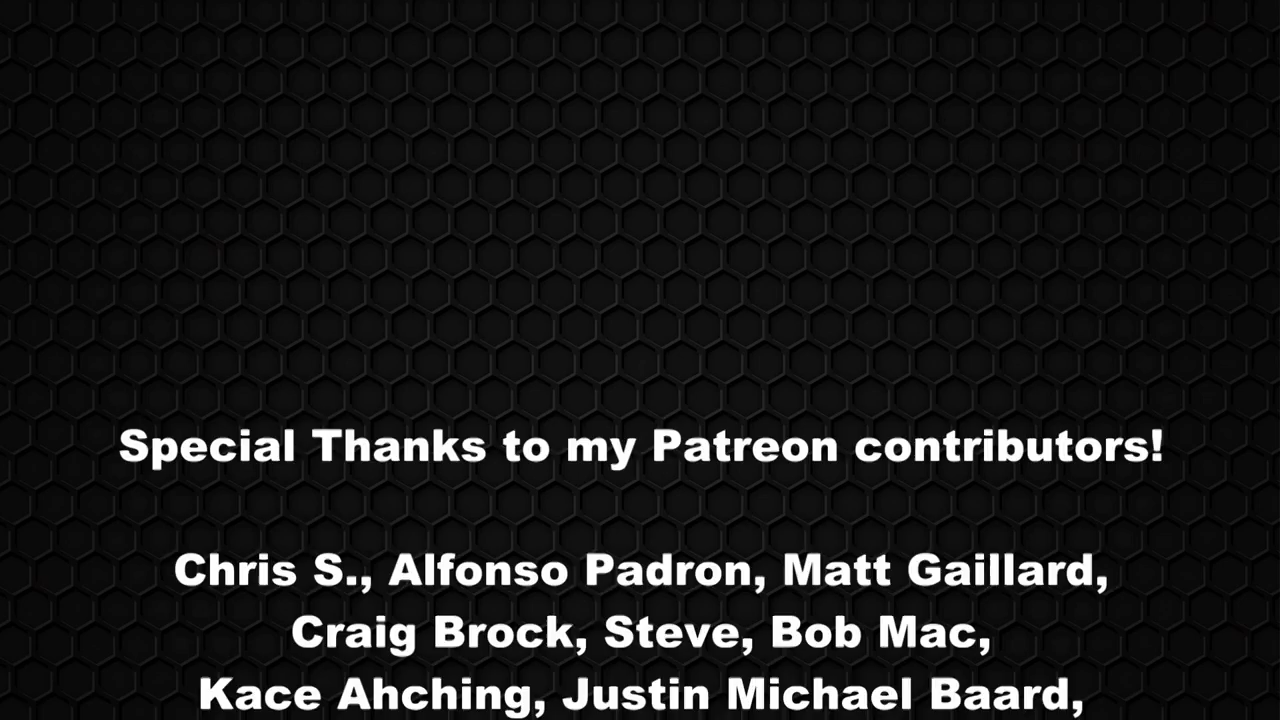 Special Thanks to my Patreon contributors!
Chris S., Alfonso Padron, Matt Gaillard,
Craig Brock, Steve, Bob Mac,
Kace Ahching, Justin Michael Baard,